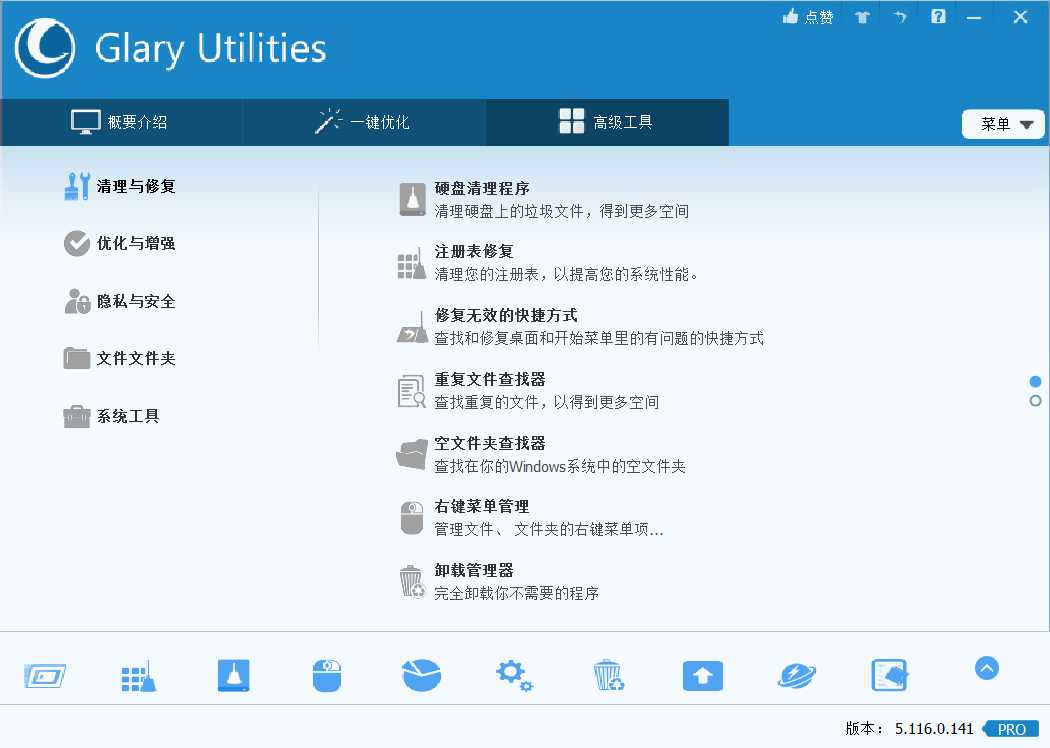 点赞
Glary Utilities
概要介绍
一键优化
高级工具
菜单
清理与修复
优化与增强
隐私与安全
文件文件夹
系统工具
硬盘清理程序
清理硬盘上的垃圾文件，得到更多空间
注册表修复
清理您的注册表，以提高您的系统性能。
修复无效的快捷方式
查找和修复桌面和开始菜单里的有问题的快捷方式
重复文件查找器
查找重复的文件，以得到更多空间
空文件夹查找器
查找在你的Windows系统中的空文件夹
右键菜单管理
管理文件、 文件夹的右键菜单项...
卸载管理器
完全卸载你不需要的程序
版本： 5.116.0.141 PRO